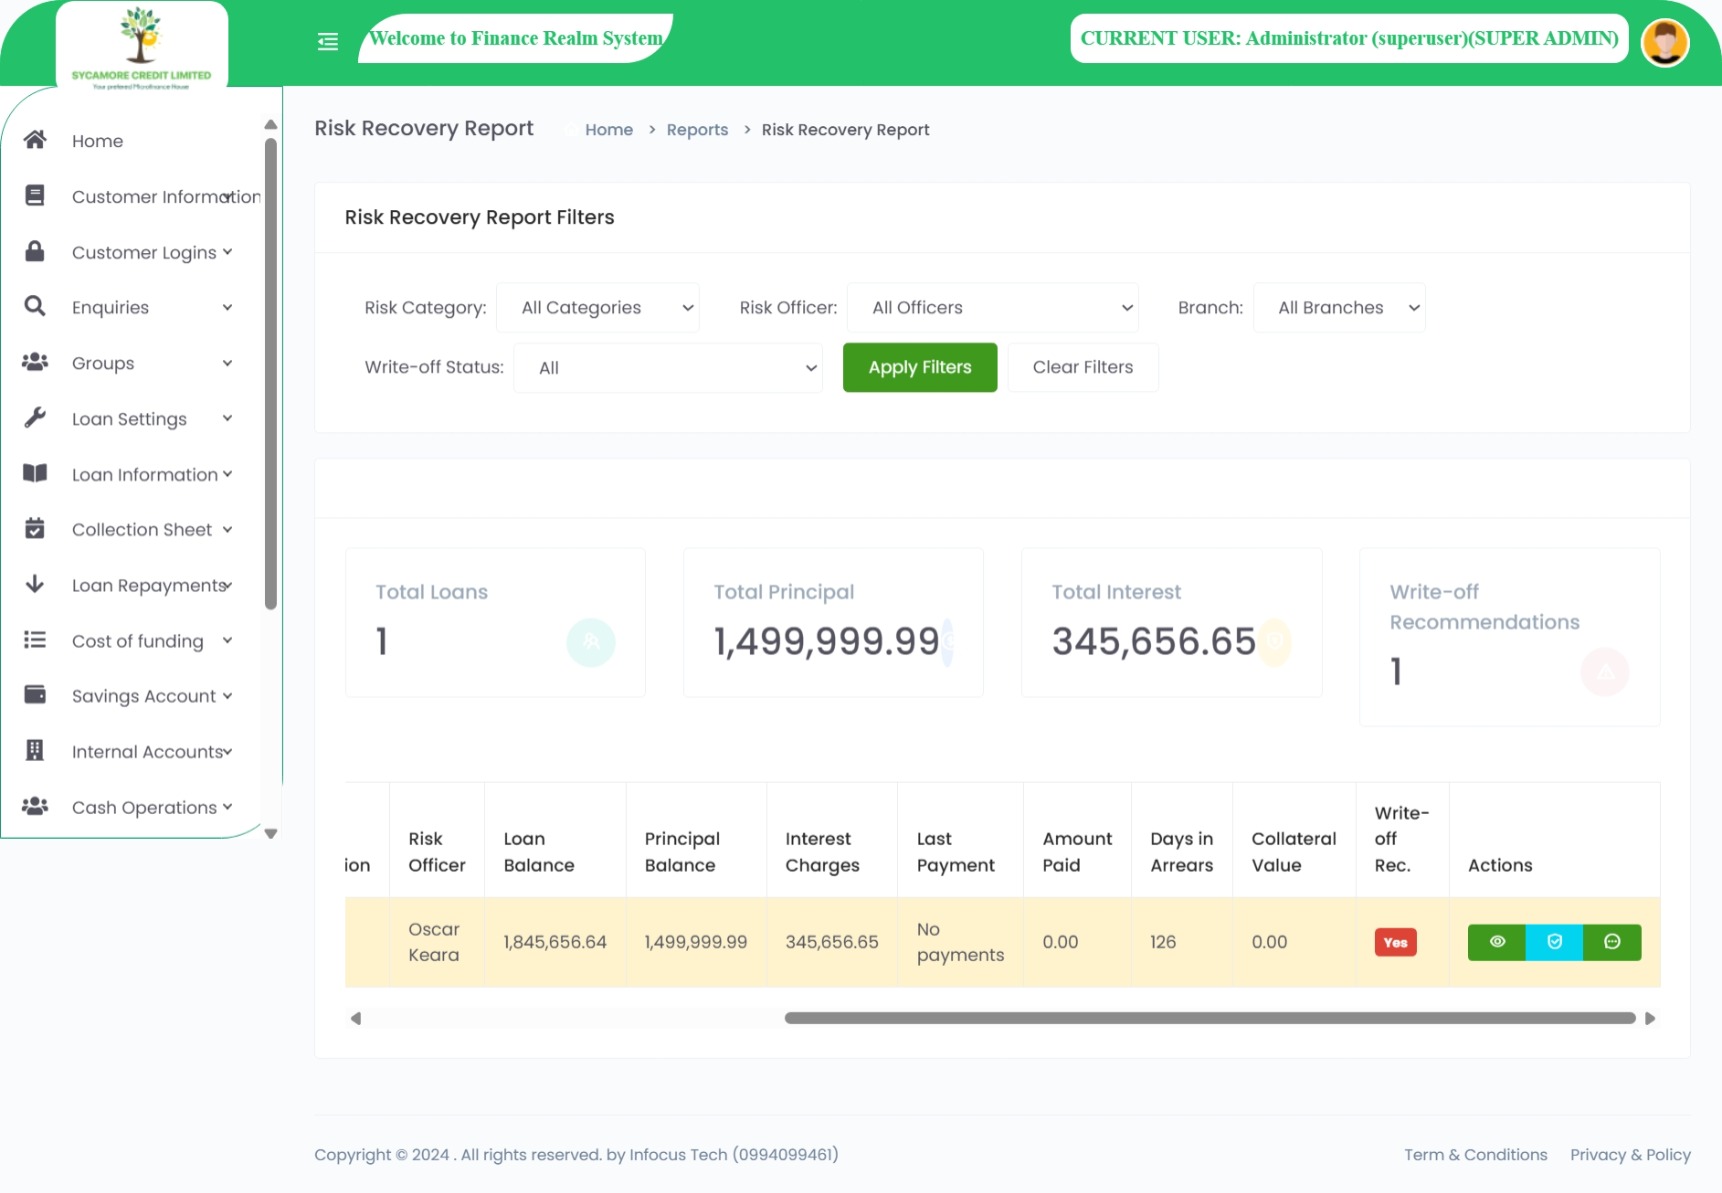 SYCAMORE CREDIT LIMITED
Your prefered Microfinance House
Welcome to Finance Realm System
CURRENT USER: Administrator (superuser)(SUPER ADMIN)
Home
Customer Information
Customer Logins
Enquiries
Groups
Loan Settings
Loan Information
Collection Sheet
Loan Repayments
Cost of funding
Savings Account
Internal Accounts
Cash Operations
Risk Recovery Report
Home > Reports > Risk Recovery Report
Risk Recovery Report Filters
Risk Category: All Categories Risk Officer: All Officers Branch: All Branches
Write-off Status: All Apply Filters Clear Filters
Total Loans
1
Total Principal
1,499,999.99
Total Interest
345,656.65
Write-off
Recommendations
1
ion
Risk
Officer
Loan
Balance
Principal
Balance
Interest
Charges
Last
Payment
Amount
Paid
Days in
Arrears
Collateral
Value
Write-
off
Rec.
Actions
Oscar
Keara
1,845,656.64
1,499,999.99
345,656.65
No
payments
0.00
126
0.00
Yes
Copyright © 2024 . All rights reserved. by Infocus Tech (0994099461)
Term & Conditions Privacy & Policy